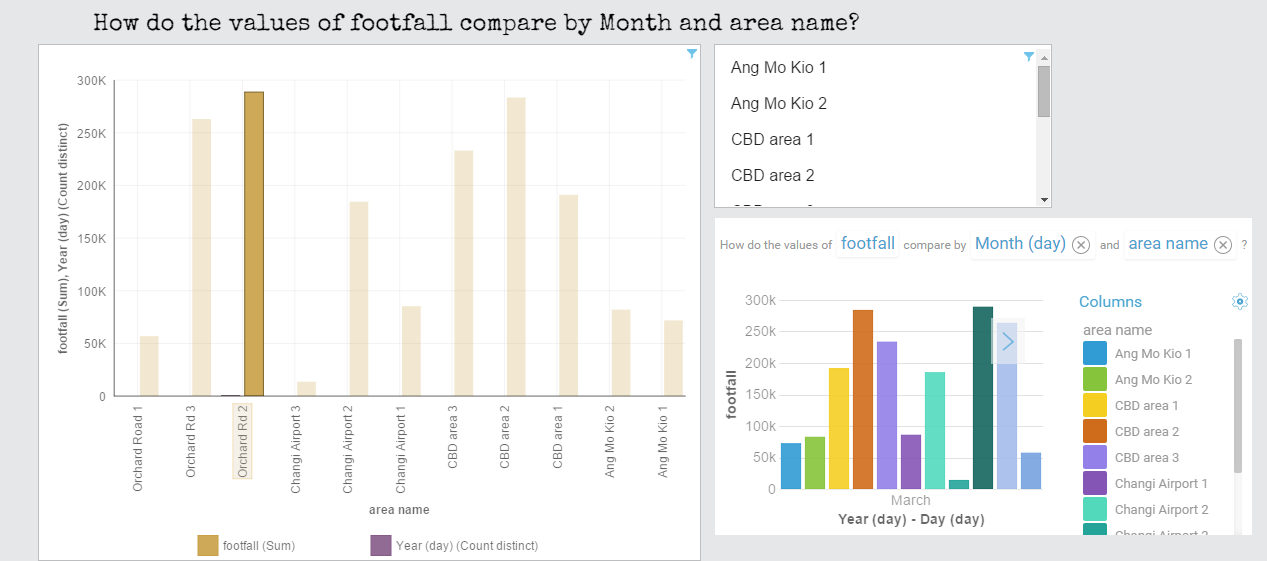 How do the values of footfall compare by Month and area name?
300K
250K
200K
150K
100K
50K
0
footfall (Sum), Year (day) (Count distinct)
Orchard Road 1
Orchard Rd 3
Orchard Rd 2
Changi Airport 3
Changi Airport 2
Changi Airport 1
CBD area 3
CBD area 2
CBD area 1
Ang Mo Kio 2
Ang Mo Kio 1
area name
footfall (Sum)
Year (day) (Count distinct)
Ang Mo Kio 1
Ang Mo Kio 2
CBD area 1
CBD area 2
How do the values of footfall compare by Month (day) and area name ?
300k
250k
200k
150k
100k
50k
0
footfall
March
Year (day) - Day (day)
Columns
area name
Ang Mo Kio 1
Ang Mo Kio 2
CBD area 1
CBD area 2
CBD area 3
Changi Airport 1
Changi Airport 2